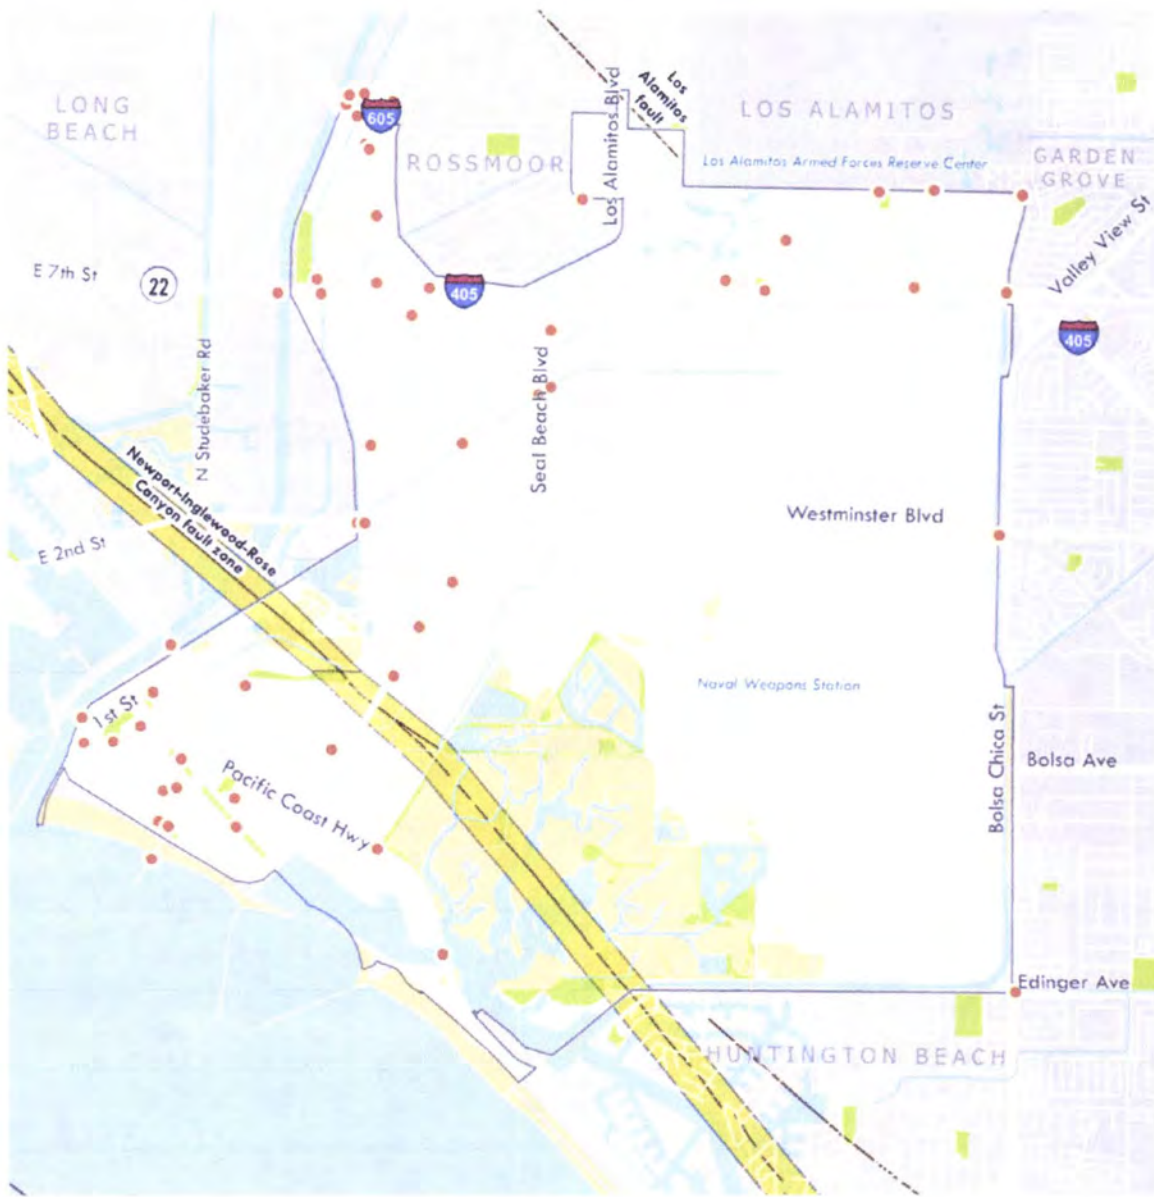 LONG
BEACH
605
Los Alamitos Blvd
Los
Alamitos
fault
LOS ALAMITOS
ROSSMOOR
Los Alamitos Armed Forces Reserve Center
GARDEN
GROVE
E 7th St
22
405
Valley View St
405
N Studebaker Rd
Seal Beach Blvd
Newport-Inglewood-Rose
Canyon fault zone
Westminster Blvd
E 2nd St
Naval Weapons Station
1st St
Pacific Coast Hwy
Bolsa Chica St
Bolsa Ave
Edinger Ave
HUNTINGTON BEACH